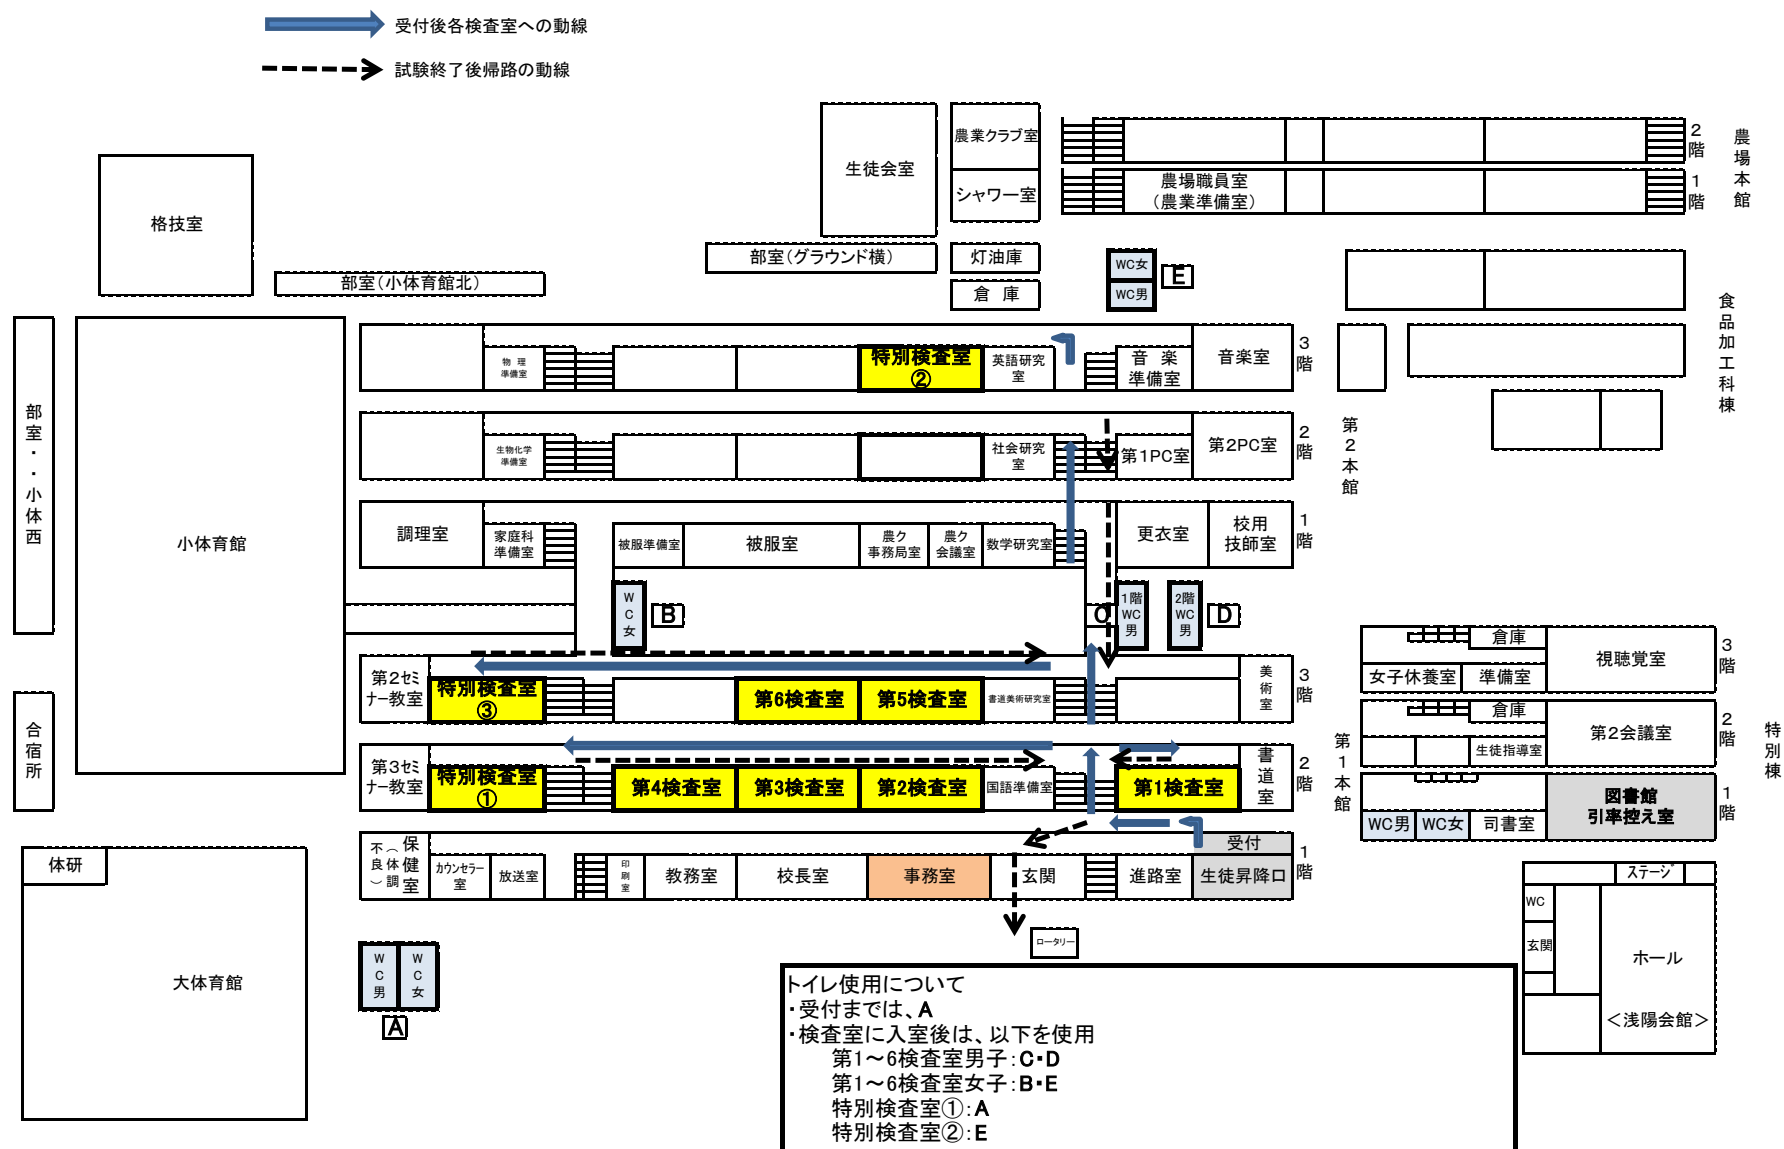 受付後各検査室への動線
試験終了後帰路の動線
生徒会室
農業クラブ室
シャワー室
2階
農場職員室
（農業準備室）
1階
農場本館
格技室
部室（小体育館北）
部室（グラウンド横）
灯油庫
倉 庫
WC女
WC男
E
食品加工科棟
部室・・小体西
小体育館
物 理
準備室
特別検査室
②
英語研究
室
音 楽
準備室
音楽室
3階
生物化学
準備室
社会研究
室
第1PC室
第2PC室
2階
第2本館
調理室
家庭科
準備室
被服準備室
被服室
農ク
事務局室
農ク
会議室
数学研究室
更衣室
校用
技師室
1階
WC女
B
C
1階
WC
男
2階
WC
男
D
第2ｾﾐ
ナー教室
特別検査室
③
第6検査室
第5検査室
書道美術研究室
美術室
3階
第3ｾﾐ
ナー教室
特別検査室
①
第4検査室
第3検査室
第2検査室
国語準備室
第1検査室
書道室
2階
第1本館
保健室
（体調不良）
カウンセラー
室
放送室
印刷室
教務室
校長室
事務室
玄関
進路室
受付
生徒昇降口
1階
ロータリー
倉庫
視聴覚室
女子休養室
準備室
3階
倉庫
第2会議室
生徒指導室
2階
特別棟
図書館
引率控え室
WC男
WC女
司書室
1階
合宿所
体研
大体育館
WC男
WC女
A
ステージ
WC
玄関
ホール
＜浅陽会館＞
トイレ使用について
・受付までは、A
・検査室に入室後は、以下を使用
第1～6検査室男子：C・D
第1～6検査室女子：B・E
特別検査室①：A
特別検査室②：E